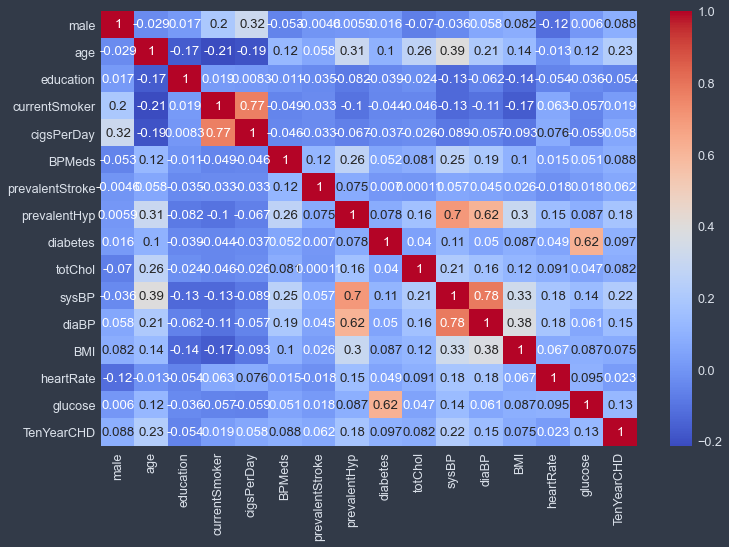 male 1 -0.029 0.017 0.2 0.32 -0.053 -0.0046 0.0059 0.016 -0.07 -0.036 0.058 0.082 -0.12 0.006 0.088
age -0.029 1 -0.17 -0.21 -0.19 0.12 0.058 0.31 0.1 0.26 0.39 0.21 0.14 -0.013 0.12 0.23
education 0.017 -0.17 1 0.019 0.0083 -0.011 -0.035 -0.082 -0.039 -0.024 -0.13 -0.062 -0.14 -0.054 -0.036 -0.054
currentSmoker 0.2 -0.21 0.019 1 0.77 -0.049 -0.033 -0.1 -0.044 -0.046 -0.13 -0.11 -0.17 0.063 -0.057 0.019
cigsPerDay 0.32 -0.19 0.0083 0.77 1 -0.046 -0.033 -0.067 -0.037 -0.026 -0.089 -0.057 -0.093 0.076 -0.059 0.058
BPMeds -0.053 0.12 -0.011 -0.049 -0.046 1 0.12 0.26 0.052 0.081 0.25 0.19 0.1 0.015 0.051 0.088
prevalentStroke -0.0046 0.058 -0.035 -0.033 -0.033 0.12 1 0.075 0.007 0.00011 0.057 0.045 0.026 -0.018 0.018 0.062
prevalentHyp 0.0059 0.31 -0.082 -0.1 -0.067 0.26 0.075 1 0.078 0.16 0.7 0.62 0.3 0.15 0.087 0.18
diabetes 0.016 0.1 -0.039 -0.044 -0.037 0.052 0.007 0.078 1 0.04 0.11 0.05 0.087 0.049 0.62 0.097
totChol -0.07 0.26 -0.024 -0.046 -0.026 0.081 0.00011 0.16 0.04 1 0.21 0.16 0.12 0.091 0.047 0.082
sysBP -0.036 0.39 -0.13 -0.13 -0.089 0.25 0.057 0.7 0.11 0.21 1 0.78 0.33 0.18 0.14 0.22
diaBP 0.058 0.21 -0.062 -0.11 -0.057 0.19 0.045 0.62 0.05 0.16 0.78 1 0.38 0.18 0.061 0.15
BMI 0.082 0.14 -0.14 -0.17 -0.093 0.1 0.026 0.3 0.087 0.12 0.33 0.38 1 0.067 0.087 0.075
heartRate -0.12 -0.013 -0.054 0.063 0.076 0.015 -0.018 0.15 0.049 0.091 0.18 0.18 0.067 1 0.095 0.023
glucose 0.006 0.12 -0.036 -0.057 -0.059 0.051 0.018 0.087 0.62 0.047 0.14 0.061 0.087 0.095 1 0.13
TenYearCHD 0.088 0.23 -0.054 0.019 0.058 0.088 0.062 0.18 0.097 0.082 0.22 0.15 0.075 0.023 0.13 1
male age education currentSmoker cigsPerDay BPMeds prevalentStroke prevalentHyp diabetes totChol sysBP diaBP BMI heartRate glucose TenYearCHD
1.0
0.8
0.6
0.4
0.2
0.0
−0.2